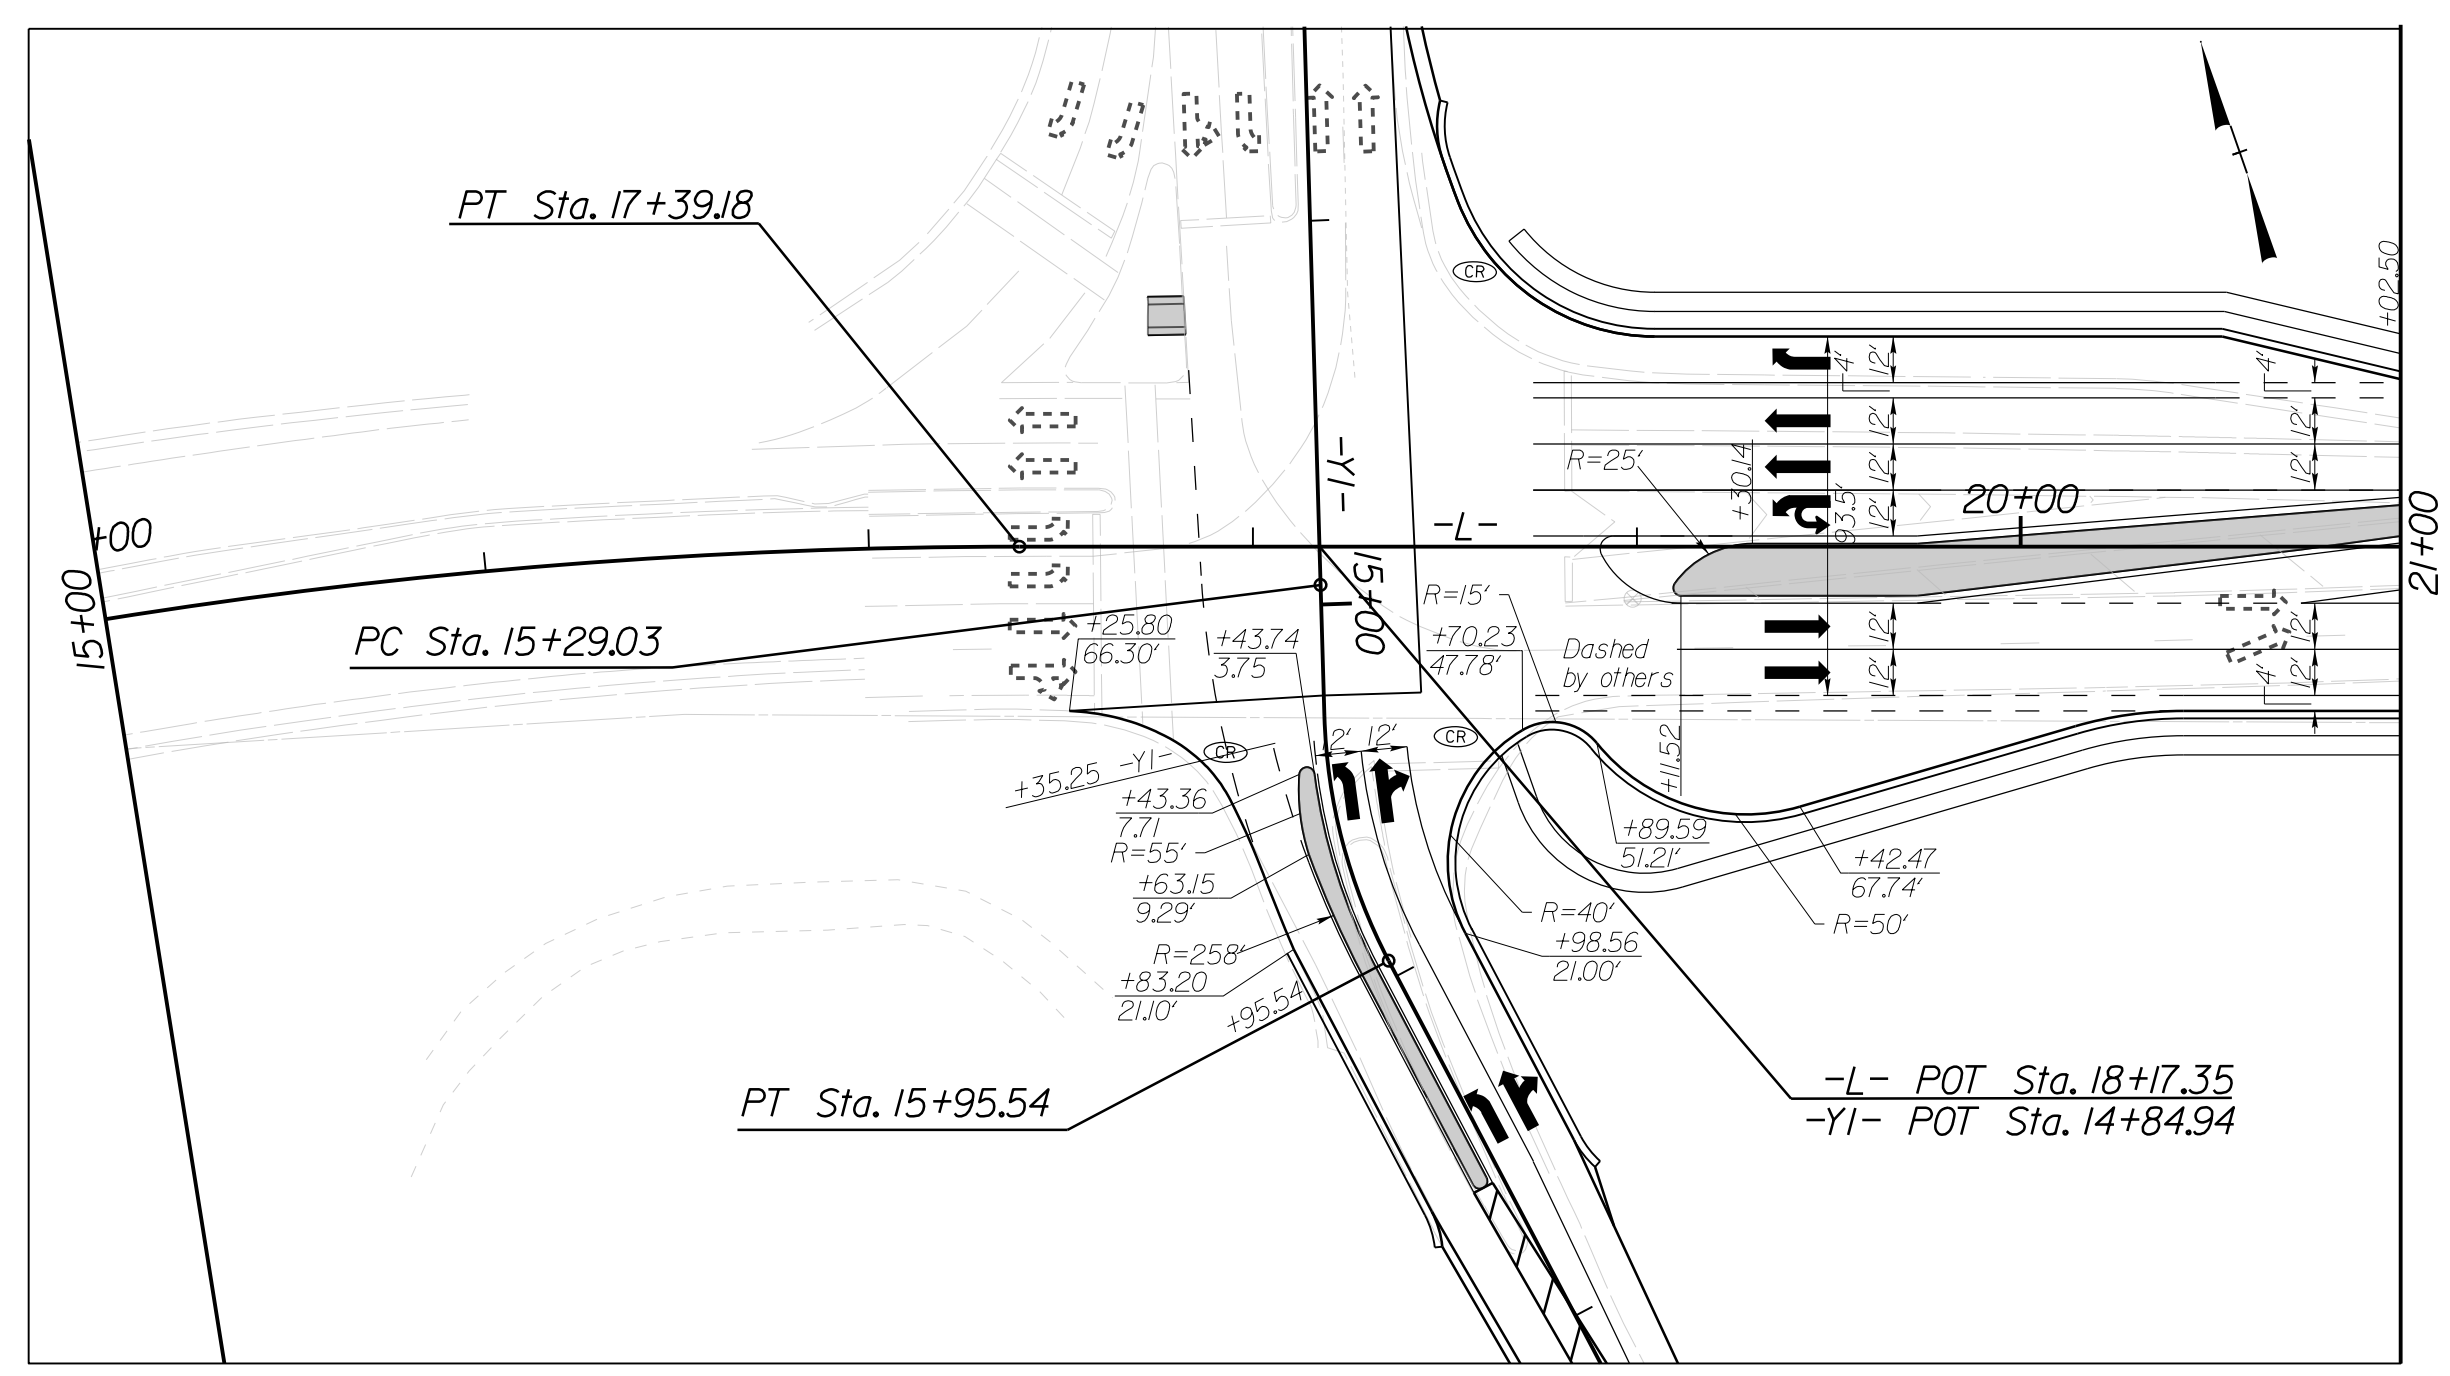 PT Sta. 17+39.18
+02.50
CR
4'
12'
4'
12'
12'
+30.14
R=25'
12'
93.5'
12'
12'
12'
-Y1-
-L-
20+00
21+00
+00
15+00
PC Sta. 15+29.03
15+00
R=15'
+25.80
66.30'
+43.74
3.75
+70.23
47.78'
Dashed
by others
12'
12'
12'
12'
4'
+11.52
CR
CR
12'
12'
+35.25 -Y1-
+43.36
7.71
R=55'
+63.15
9.29'
R=258'
+83.20
21.10'
+95.54
+89.59
51.21'
+42.47
67.74'
R=40'
R=50'
+98.56
21.00'
PT Sta. 15+95.54
-L- POT Sta. 18+17.35
-Y1- POT Sta. 14+84.94